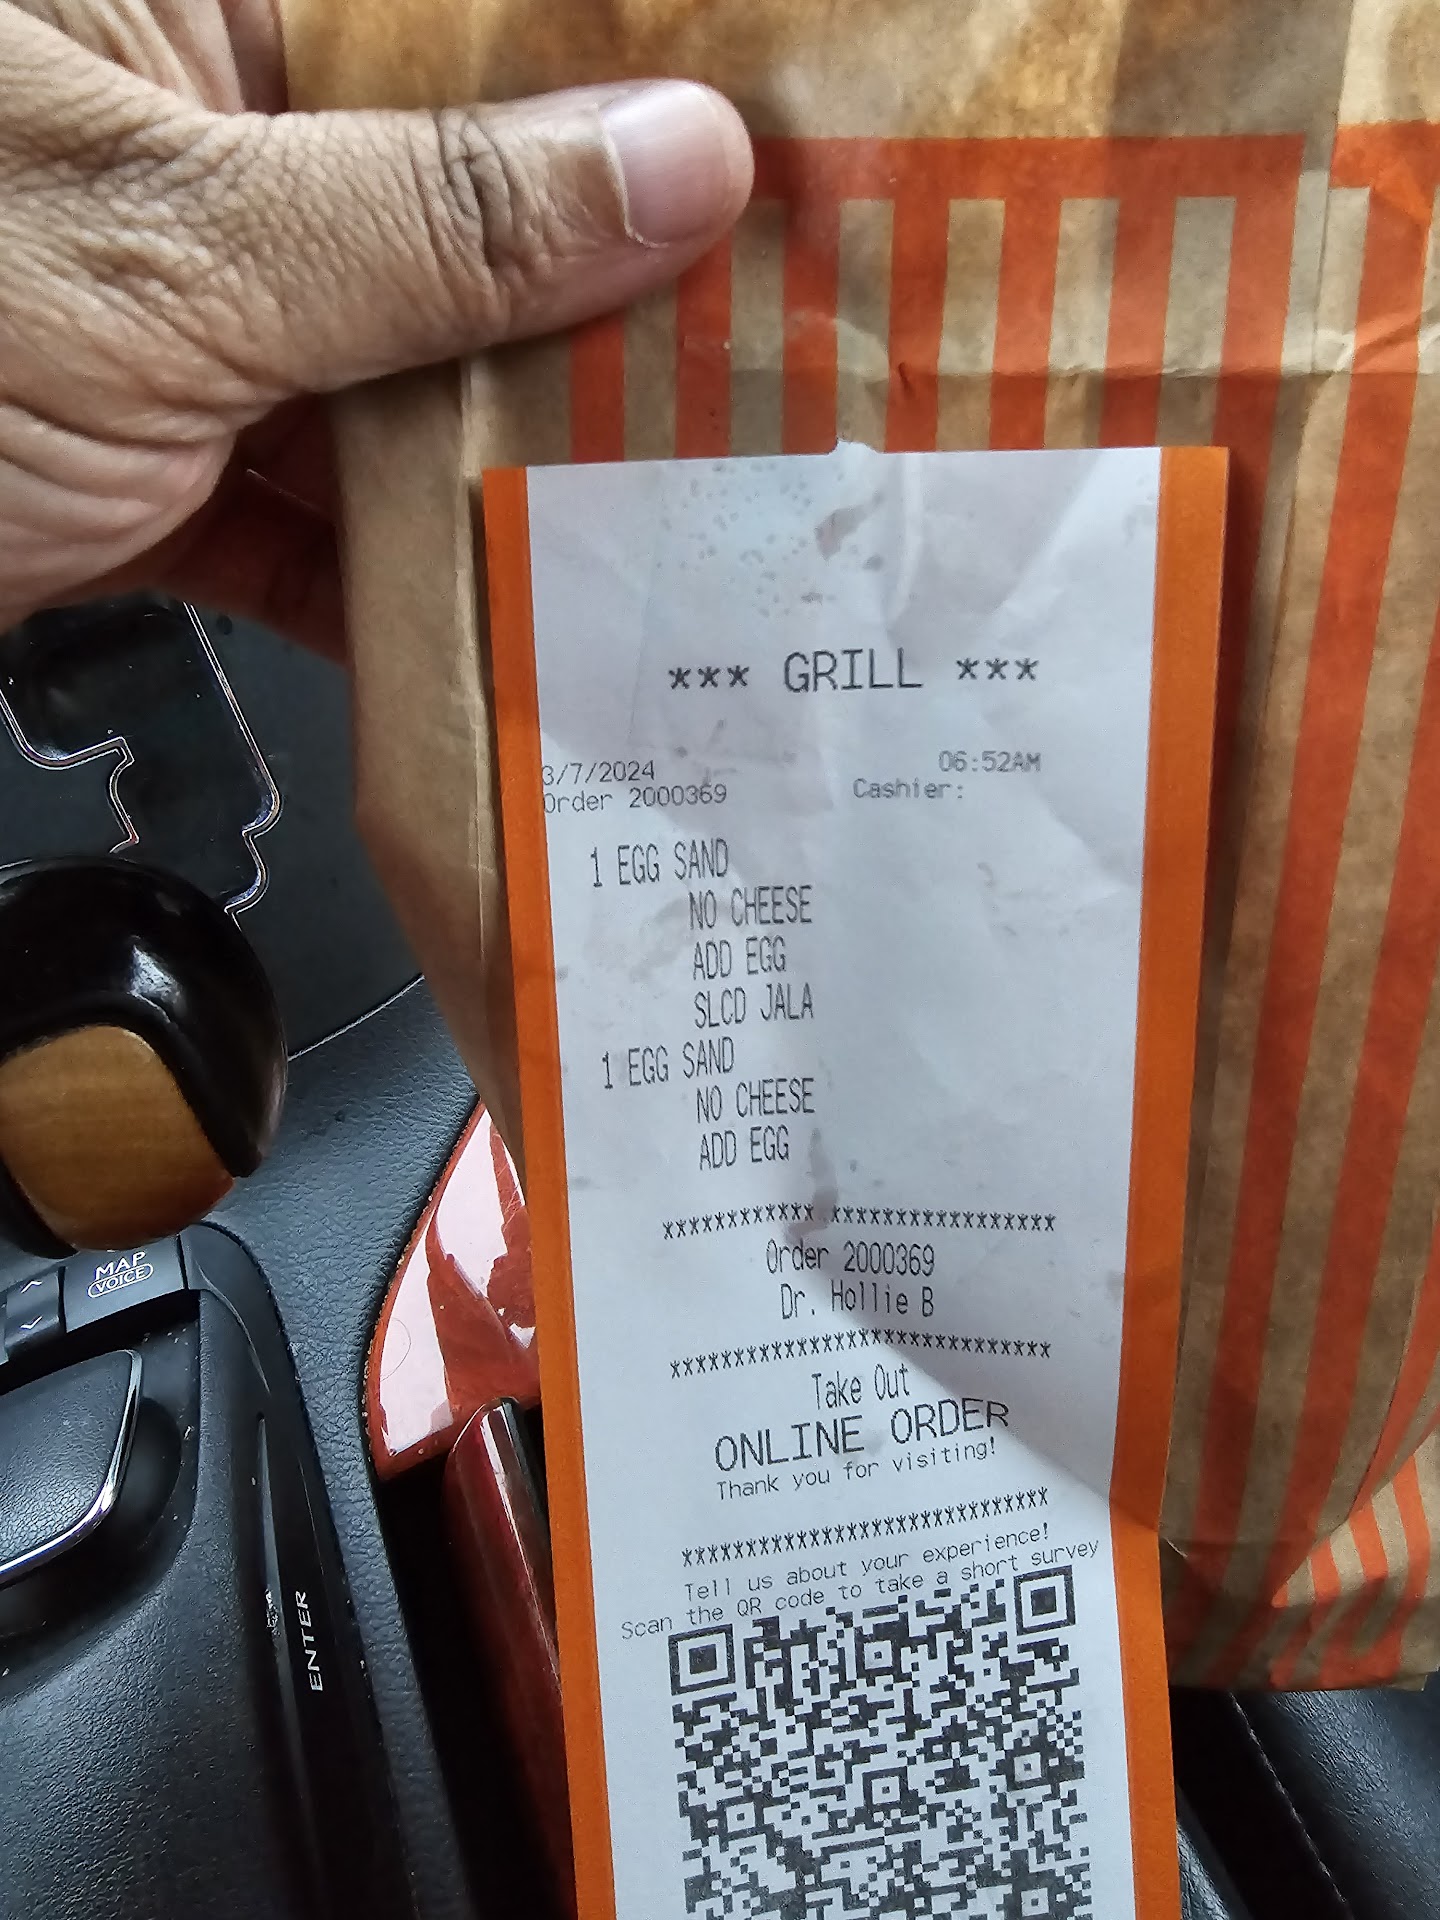 *** GRILL ***
3/7/2024 06:52AM
Order 2000369 Cashier:
1 EGG SAND
NO CHEESE
ADD EGG
SLCD JALA
1 EGG SAND
NO CHEESE
ADD EGG
****************************** 
Order 2000369
Dr. Hollie B
******************************
Take Out
ONLINE ORDER
Thank you for visiting!
*****************************
Tell us about your experience!
Scan the QR code to take a short survey
MAP
VOICE
ENTER